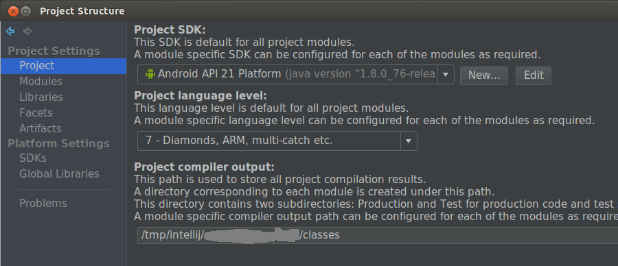 Project Structure
Project Settings
Project
Modules
Libraries
Facets
Artifacts
Platform Settings
SDKs
Global Libraries
Problems
Project SDK:
This SDK is default for all project modules.
A module specific SDK can be configured for each of the modules as required.
Android API 21 Platform (java version "1.8.0_76-relea
New...
Edit
Project language level:
This language level is default for all project modules.
A module specific language level can be configured for each of the modules as required.
7 - Diamonds, ARM, multi-catch etc.
Project compiler output:
This path is used to store all project compilation results.
A directory corresponding to each module is created under this path.
This directory contains two subdirectories: Production and Test for production code and test
A module specific compiler output path can be configured for each of the modules as require
/tmp/intellij/ /classes